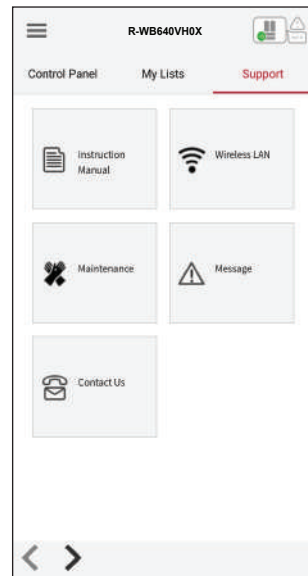 R-WB640VH0X
Control Panel
My Lists
Support
Instruction
Manual
Wireless LAN
Maintenance
Message
Contact Us